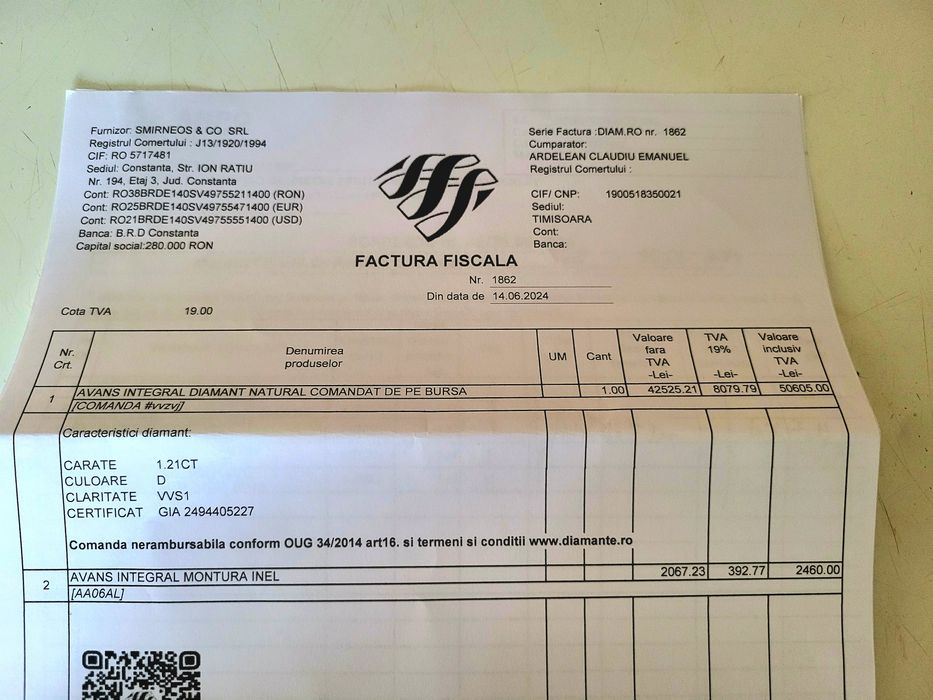 Furnizor: SMIRNEOS & CO SRL
Registrul Comertului : J13/1920/1994
CIF: RO 5717481
Sediul: Constanta, Str. ION RATIU
Nr. 194, Etaj 3, Jud. Constanta
Cont: RO38BRDE140SV49755211400 (RON)
Cont: RO25BRDE140SV49755471400 (EUR)
Cont: RO21BRDE140SV49755551400 (USD)
Banca: B.R.D Constanta
Capital social:280.000 RON
Serie Factura :DIAM.RO nr. 1862
Cumparator:
ARDELEAN CLAUDIU EMANUEL
Registrul Comertului :
CIF/ CNP: 1900518350021
Sediul:
TIMISOARA
Cont:
Banca:
FACTURA FISCALA
Nr. 1862
Din data de 14.06.2024
Cota TVA 19.00
Nr. Crt.
Denumirea produselor
UM
Cant
Valoare fara TVA -Lei-
TVA 19% -Lei-
Valoare inclusiv TVA -Lei-
1 AVANS INTEGRAL DIAMANT NATURAL COMANDAT DE PE BURSA 1.00 42525.21 8079.79 50605.00
[COMANDA #vvzvj]
Caracteristici diamant:
CARATE 1.21CT
CULOARE D
CLARITATE VVS1
CERTIFICAT GIA 2494405227
Comanda nerambursabila conform OUG 34/2014 art16. si termeni si conditii www.diamante.ro
2 AVANS INTEGRAL MONTURA INEL 2067.23 392.77 2460.00
[AA06AL]